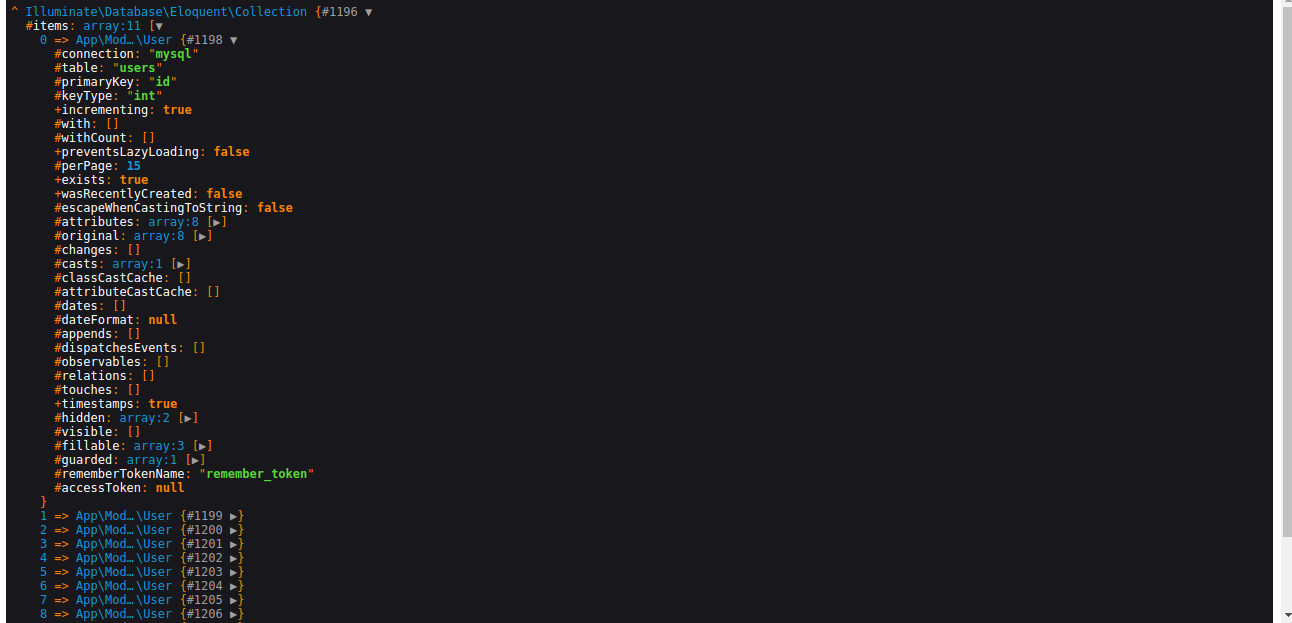 ^ Illuminate\Database\Eloquent\Collection {#1196 ▼
#items: array:11 [▼
0 => App\Mod…\User {#1198 ▼
#connection: "mysql"
#table: "users"
#primaryKey: "id"
#keyType: "int"
+incrementing: true
#with: []
#withCount: []
+preventsLazyLoading: false
#perPage: 15
+exists: true
+wasRecentlyCreated: false
#escapeWhenCastingToString: false
#attributes: array:8 [▶]
#original: array:8 [▶]
#changes: []
#casts: array:1 [▶]
#classCastCache: []
#attributeCastCache: []
#dates: []
#dateFormat: null
#appends: []
#dispatchesEvents: []
#observables: []
#relations: []
#touches: []
+timestamps: true
#hidden: array:2 [▶]
#visible: []
#fillable: array:3 [▶]
#guarded: array:1 [▶]
#rememberTokenName: "remember_token"
#accessToken: null
}
1 => App\Mod…\User {#1199 ▶}
2 => App\Mod…\User {#1200 ▶}
3 => App\Mod…\User {#1201 ▶}
4 => App\Mod…\User {#1202 ▶}
5 => App\Mod…\User {#1203 ▶}
6 => App\Mod…\User {#1204 ▶}
7 => App\Mod…\User {#1205 ▶}
8 => App\Mod…\User {#1206 ▶}